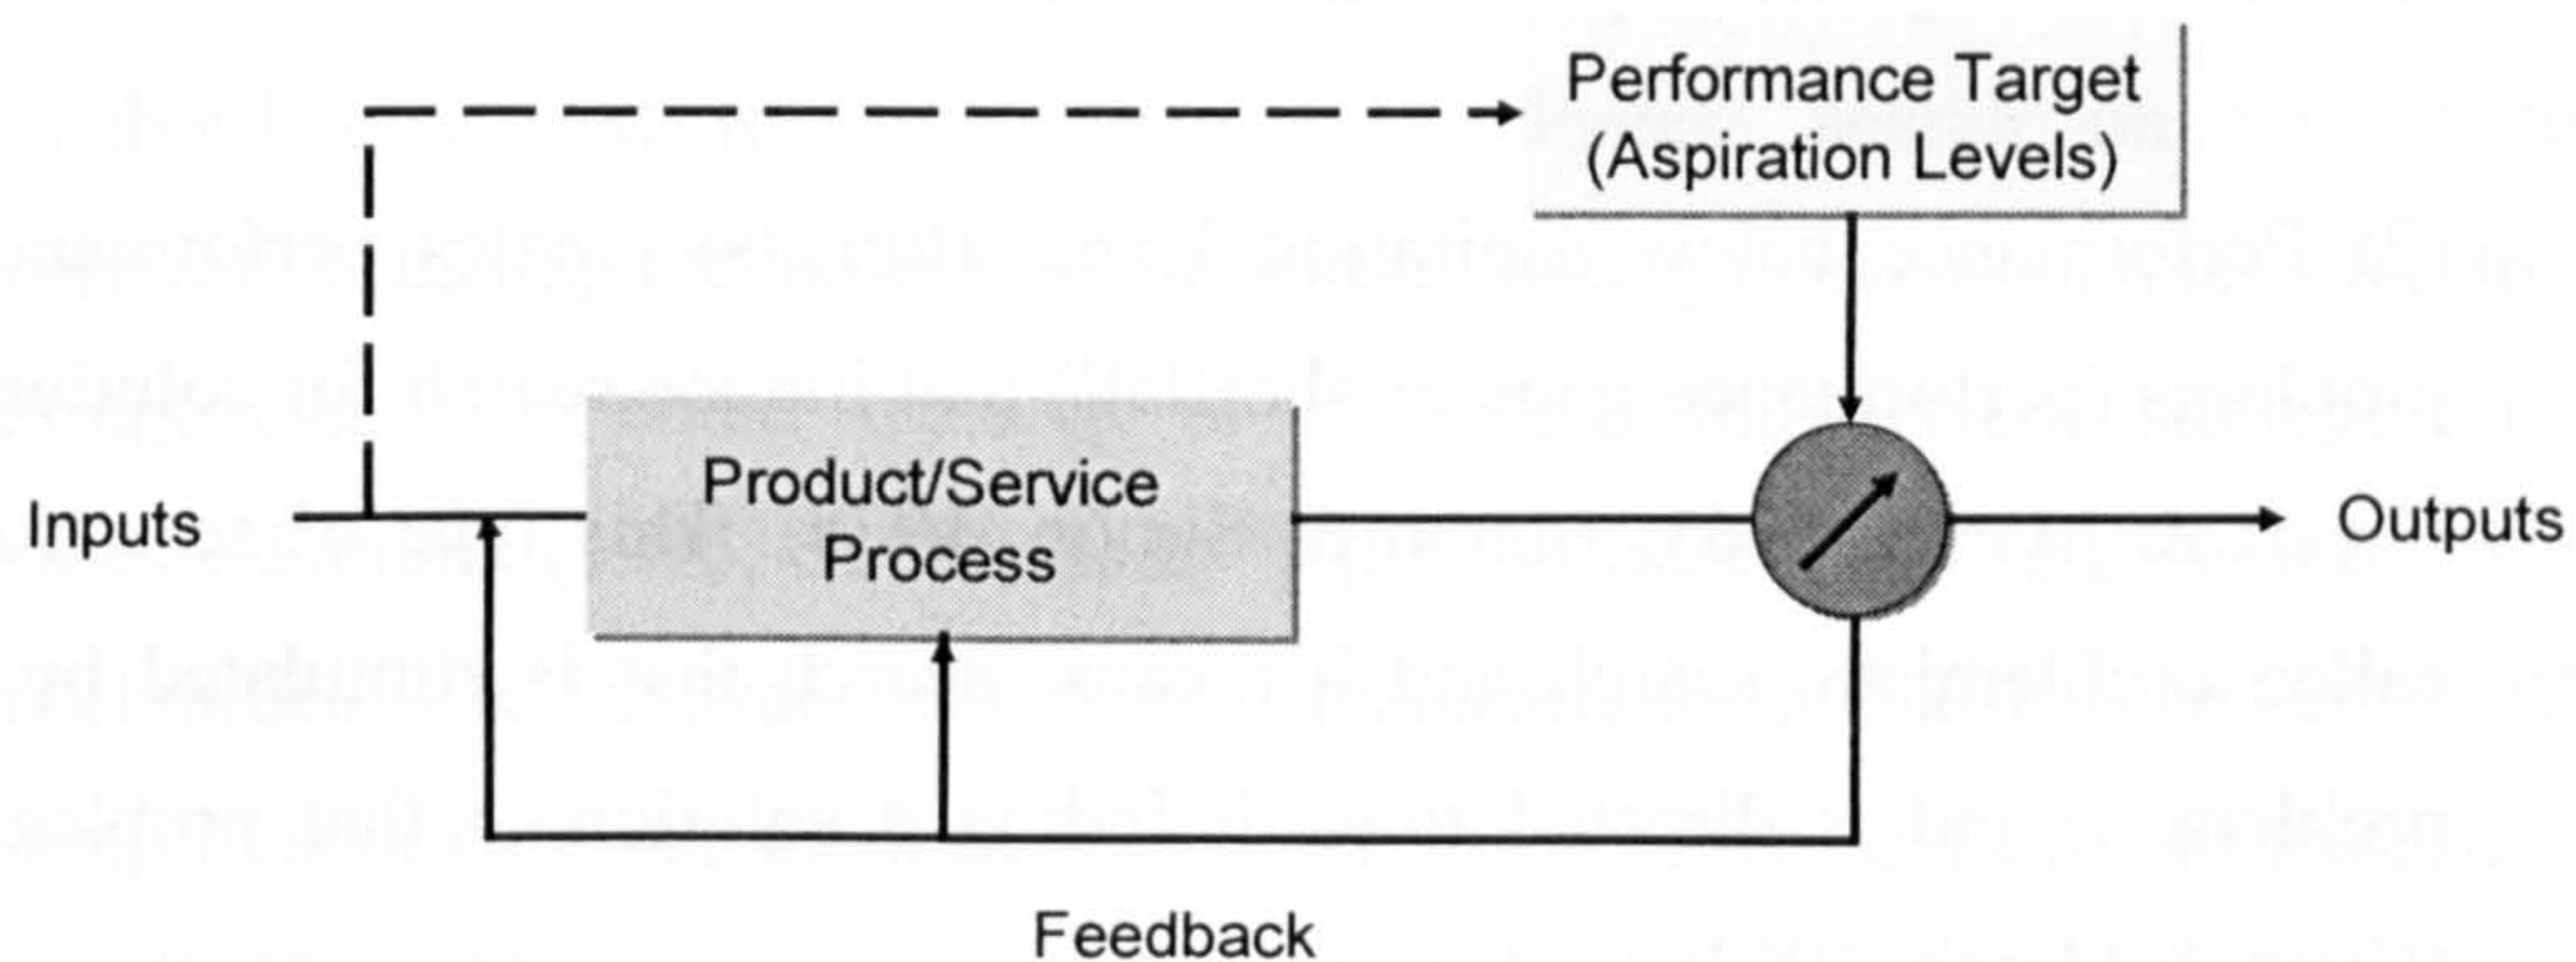 Performance Target
(Aspiration Levels)
Inputs
Product/Service
Process
Outputs
Feedback